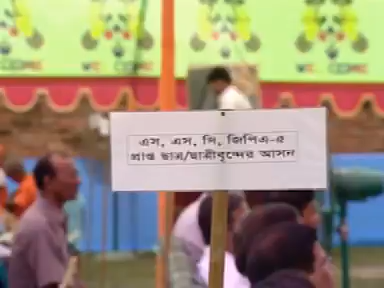 এস, এস, সি, জিপিএ-৫
প্রাপ্ত ছাত্র/ছাত্রীবৃন্দের আসন